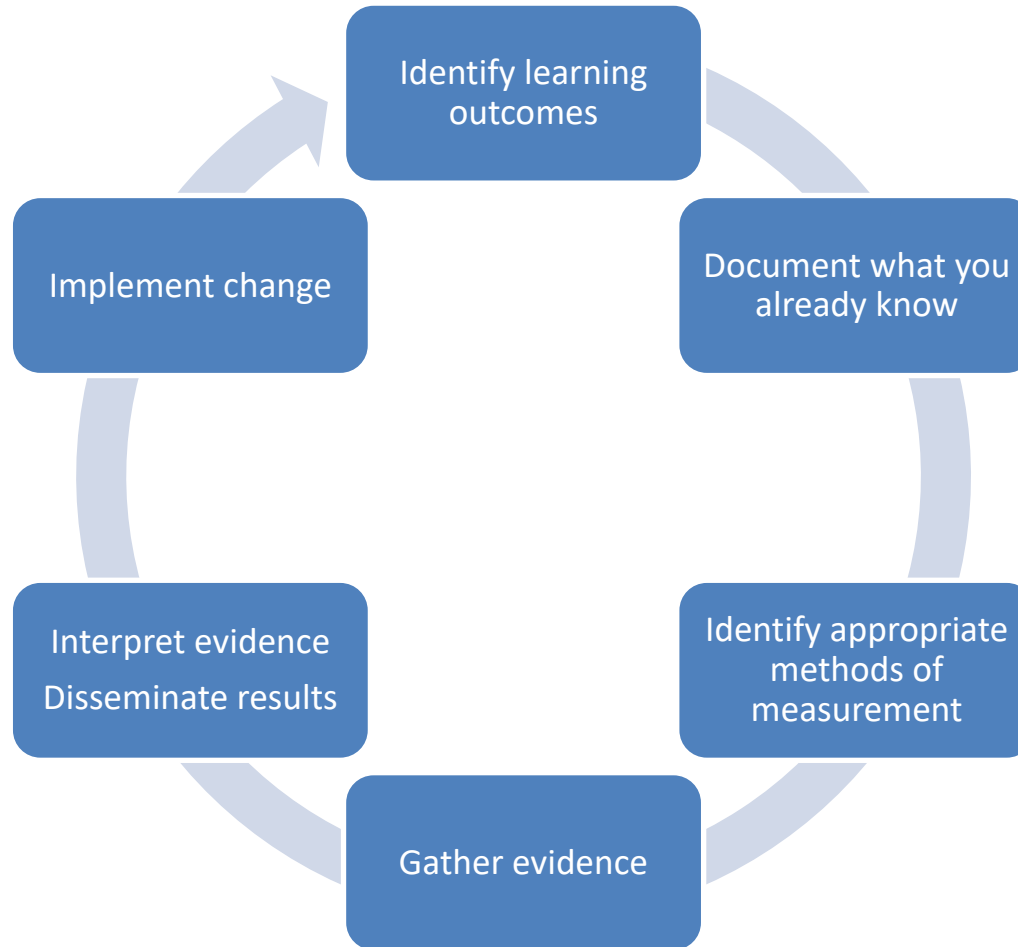 Identify learning
outcomes
Document what you
already know
Identify appropriate
methods of
measurement
Gather evidence
Interpret evidence
Disseminate results
Implement change